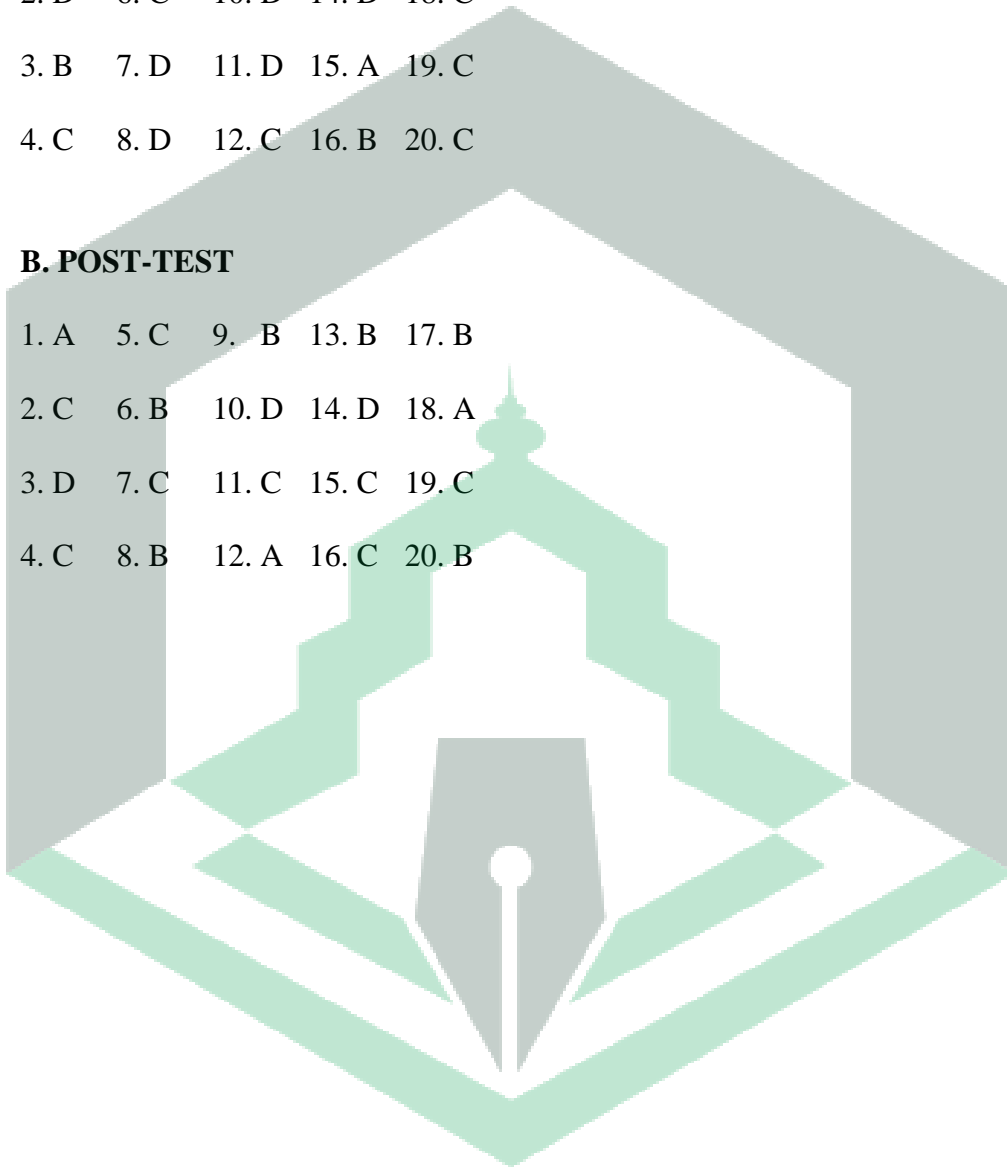 3. B 7. D 11. D 15. A 19. C
4. C 8. D 12. C 16. B 20. C
B. POST-TEST
1. A 5. C 9. B 13. B 17. B
2. C 6. B 10. D 14. D 18. A
3. D 7. C 11. C 15. C 19. C
4. C 8. B 12. A 16. C 20. B